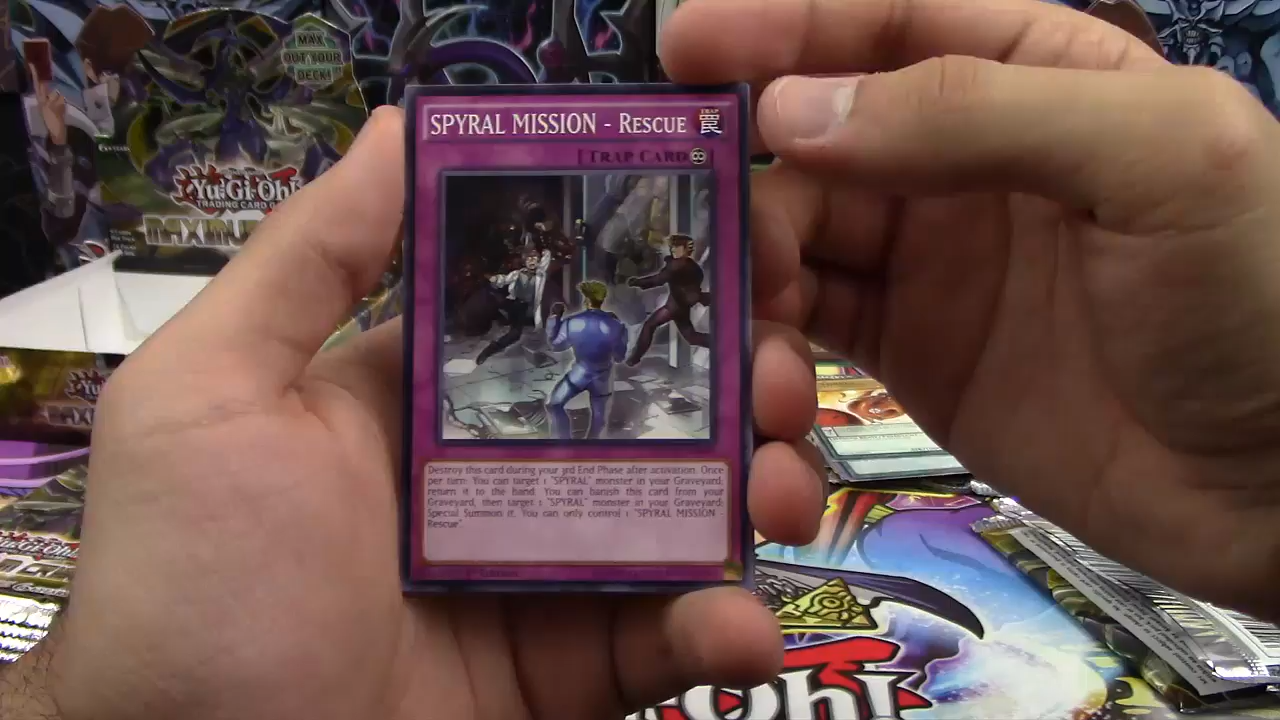 MAX
OUT YOUR
DECK!
Yu-Gi-Oh!
TRADING CARD
MAXIMU
SPYRAL MISSION - Rescue
TRAP
罠
[ Trap Card
Destroy this card during your 3rd End Phase after activation. Once
per turn: You can target 1 "SPYRAL" monster in your Graveyard;
return it to the hand. You can banish this card from your
Graveyard, then target 1 "SPYRAL" monster in your Graveyard;
Special Summon it. You can only control 1 "SPYRAL MISSION -
Rescue".
Oh!